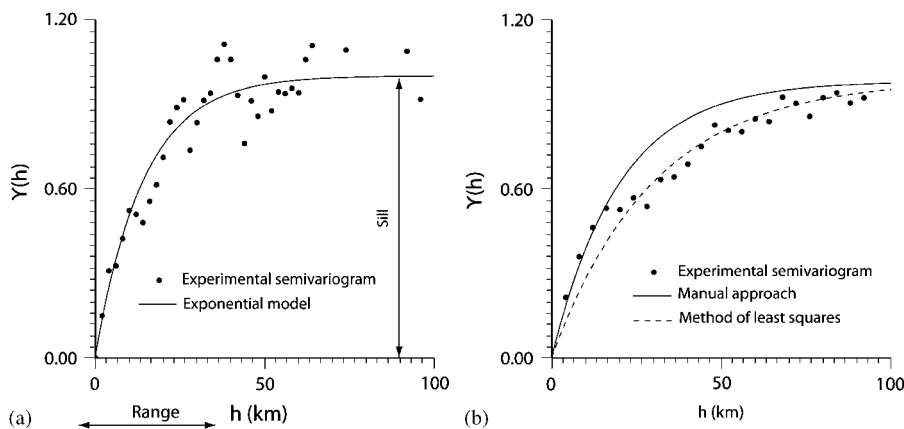 1.20
0.60
0.00
ϒ(h)
Sill
Experimental semivariogram
Exponential model
0
50
100
(a)
Range
h (km)
1.20
0.60
0.00
ϒ(h)
Experimental semivariogram
Manual approach
Method of least squares
0
50
100
(b)
h (km)